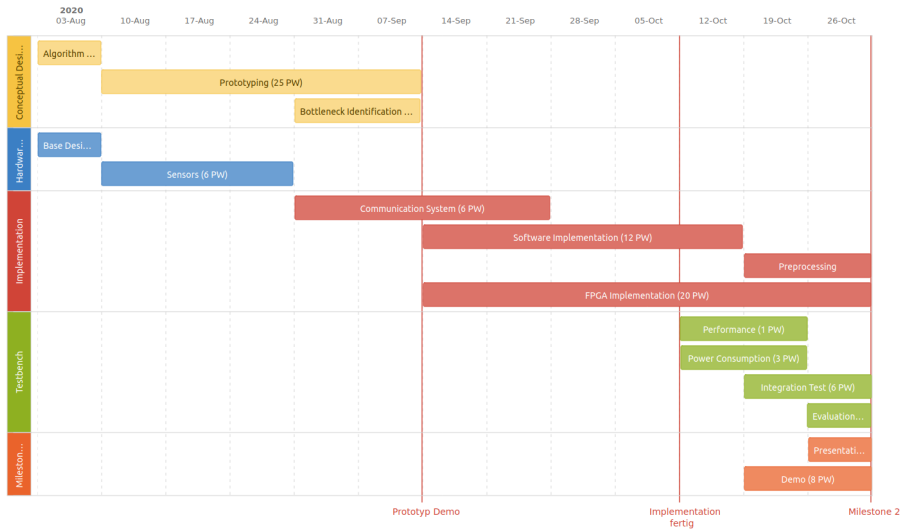 2020
03-Aug 10-Aug 17-Aug 24-Aug 31-Aug 07-Sep 14-Sep 21-Sep 28-Sep 05-Oct 12-Oct 19-Oct 26-Oct
Conceptual Desi...
Algorithm ...
Prototyping (25 PW)
Bottleneck Identification ...
Hardwar...
Base Desi...
Sensors (6 PW)
Implementation
Communication System (6 PW)
Software Implementation (12 PW)
Preprocessing
FPGA Implementation (20 PW)
Testbench
Performance (1 PW)
Power Consumption (3 PW)
Integration Test (6 PW)
Evaluation...
Mileston...
Presentati...
Demo (8 PW)
Prototyp Demo
Implementation
fertig
Milestone 2